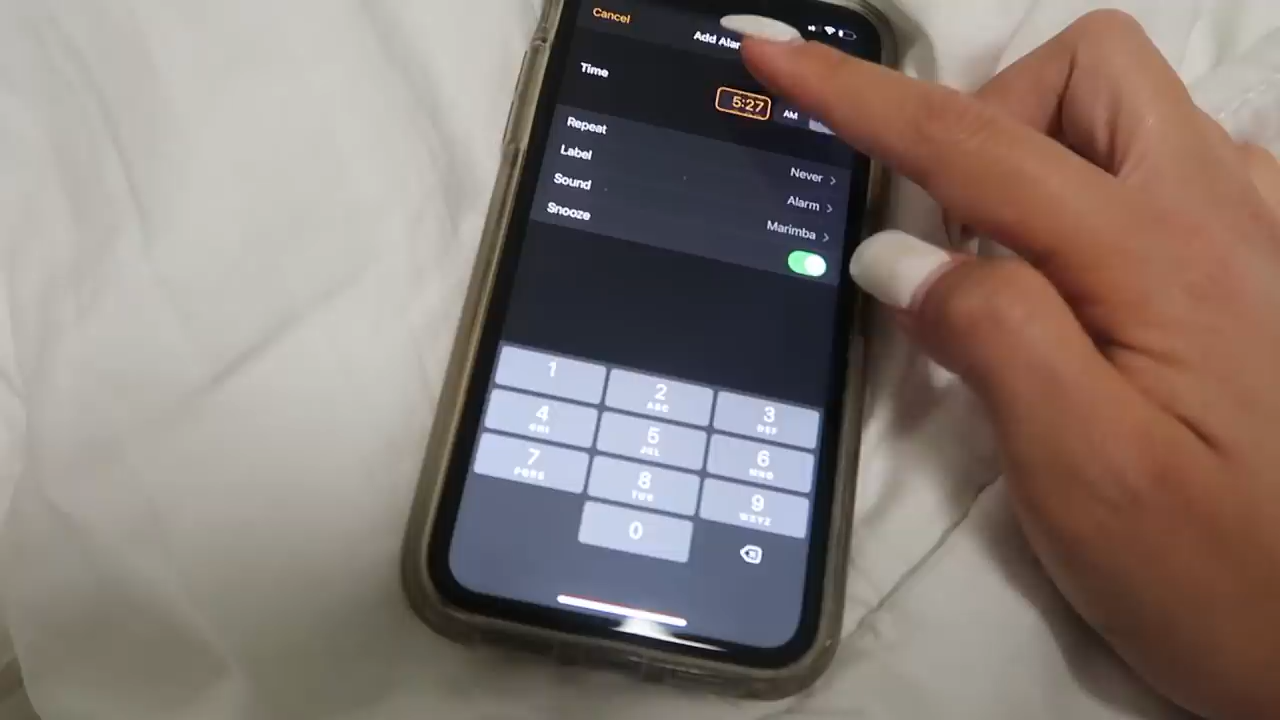 Cancel
Add Alar
Time
5:27 AM
Repeat Never
Label Alarm
Sound Marimba
Snooze
1
2 ABC
3 DEF
4 GHI
5 JKL
6 MNO
7 PQRS
8 TUV
9 WXYZ
0